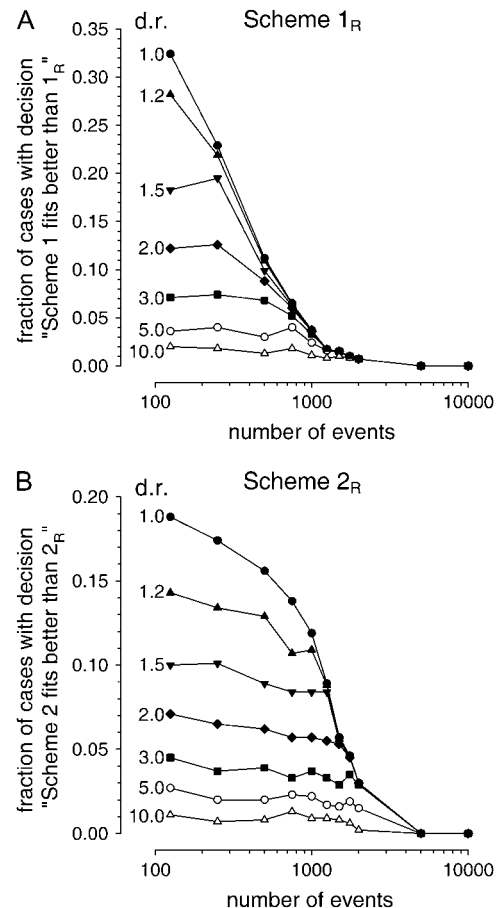 A
d.r.
Scheme 1R
fraction of cases with decision
"Scheme 1 fits better than 1R"
0.35
0.30
0.25
0.20
0.15
0.10
0.05
0.00
1.0
1.2
1.5
2.0
3.0
5.0
10.0
100
1000
10000
number of events
B
d.r.
Scheme 2R
fraction of cases with decision
"Scheme 2 fits better than 2R"
0.20
0.15
0.10
0.05
0.00
1.0
1.2
1.5
2.0
3.0
5.0
10.0
100
1000
10000
number of events